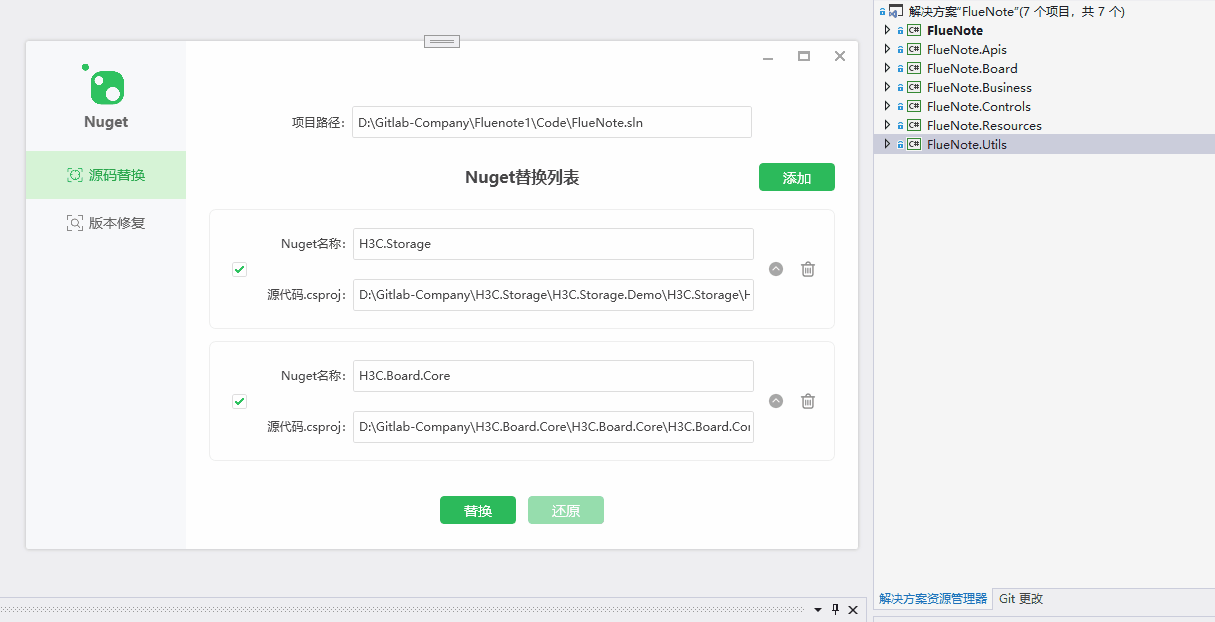 Nuget
源码替换
版本修复
项目路径:
D:\Gitlab-Company\Fluenote1\Code\FlueNote.sln
Nuget替换列表
添加
Nuget名称:
H3C.Storage
源代码.csproj:
D:\Gitlab-Company\H3C.Storage\H3C.Storage.Demo\H3C.Storage\H
Nuget名称:
H3C.Board.Core
源代码.csproj:
D:\Gitlab-Company\H3C.Board.Core\H3C.Board.Core\H3C.Board.Cor
替换
还原
解决方案"FlueNote"(7 个项目，共 7 个)
C# FlueNote
C# FlueNote.Apis
C# FlueNote.Board
C# FlueNote.Business
C# FlueNote.Controls
C# FlueNote.Resources
C# FlueNote.Utils
解决方案资源管理器
Git 更改